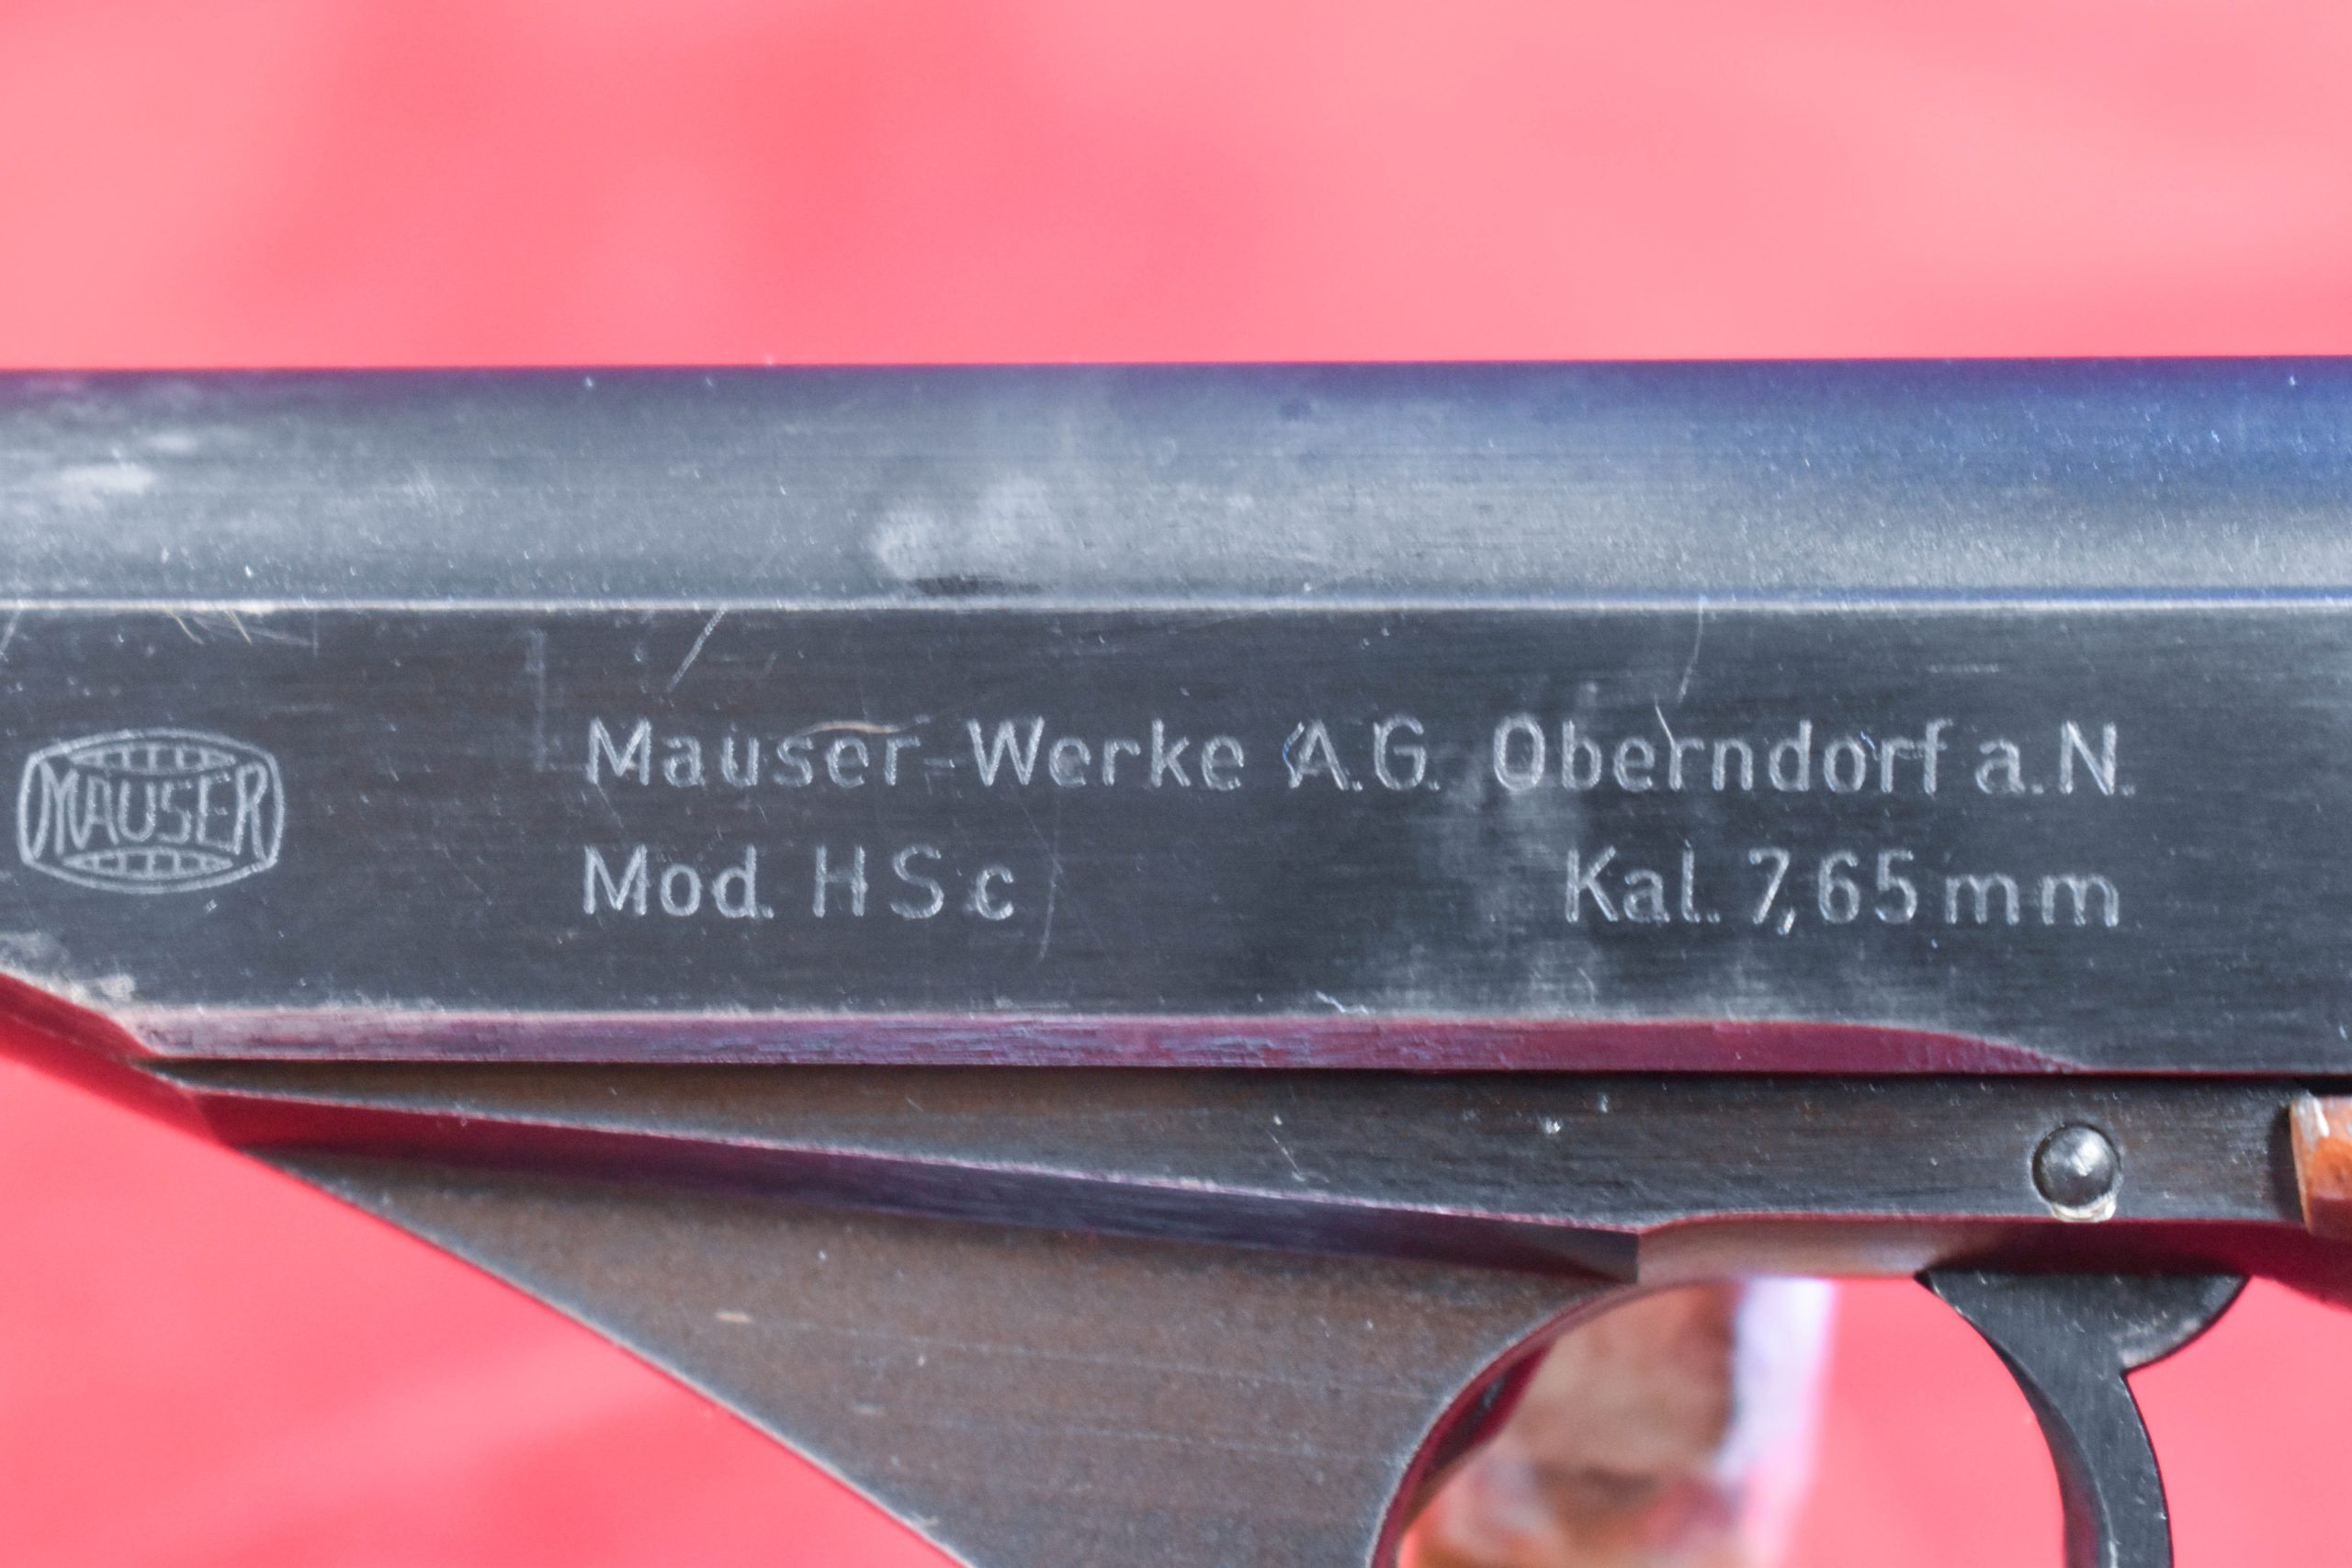 MAUSER
Mauser-Werke A.G. Oberndorf a.N.
Mod. HSc Kal. 7,65 mm